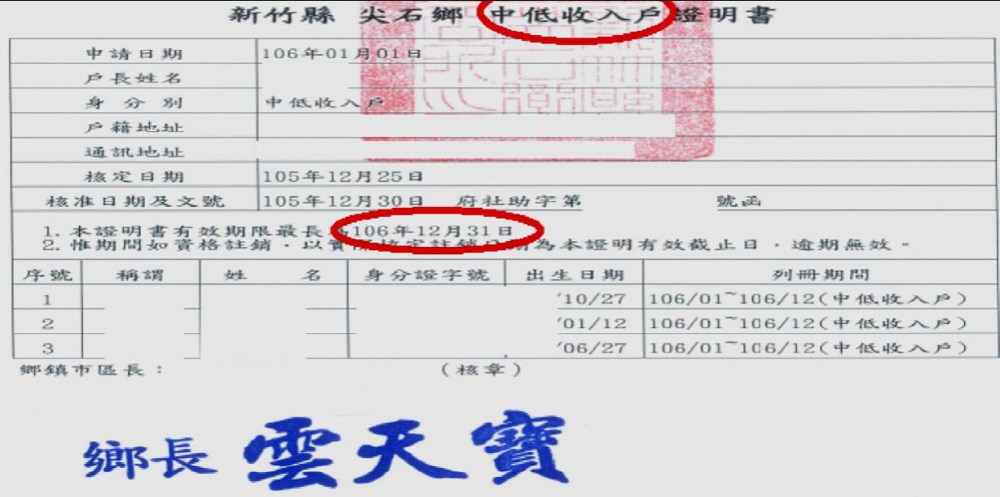 新竹縣 尖石鄉 中低收入戶證明書
申請日期 106年01月01日
戶長姓名
身分別 中低收入戶
戶籍地址
通訊地址
核定日期 105年12月25日
核准日期及文號 105年12月30日 府社助字第 號函
1. 本證明書有效期限最長為106年12月31日
2. 惟期間如資格註銷,以實際核定註銷日期為本證明有效截止日,逾期無效。
序號 稱謂 姓 名 身分證字號 出生日期 列冊期間
1 '10/27 106/01~106/12(中低收入戶)
2 '01/12 106/01~106/12(中低收入戶)
3 '06/27 106/01~106/12(中低收入戶)
鄉鎮市區長: (核章)
鄉長 雲天寶